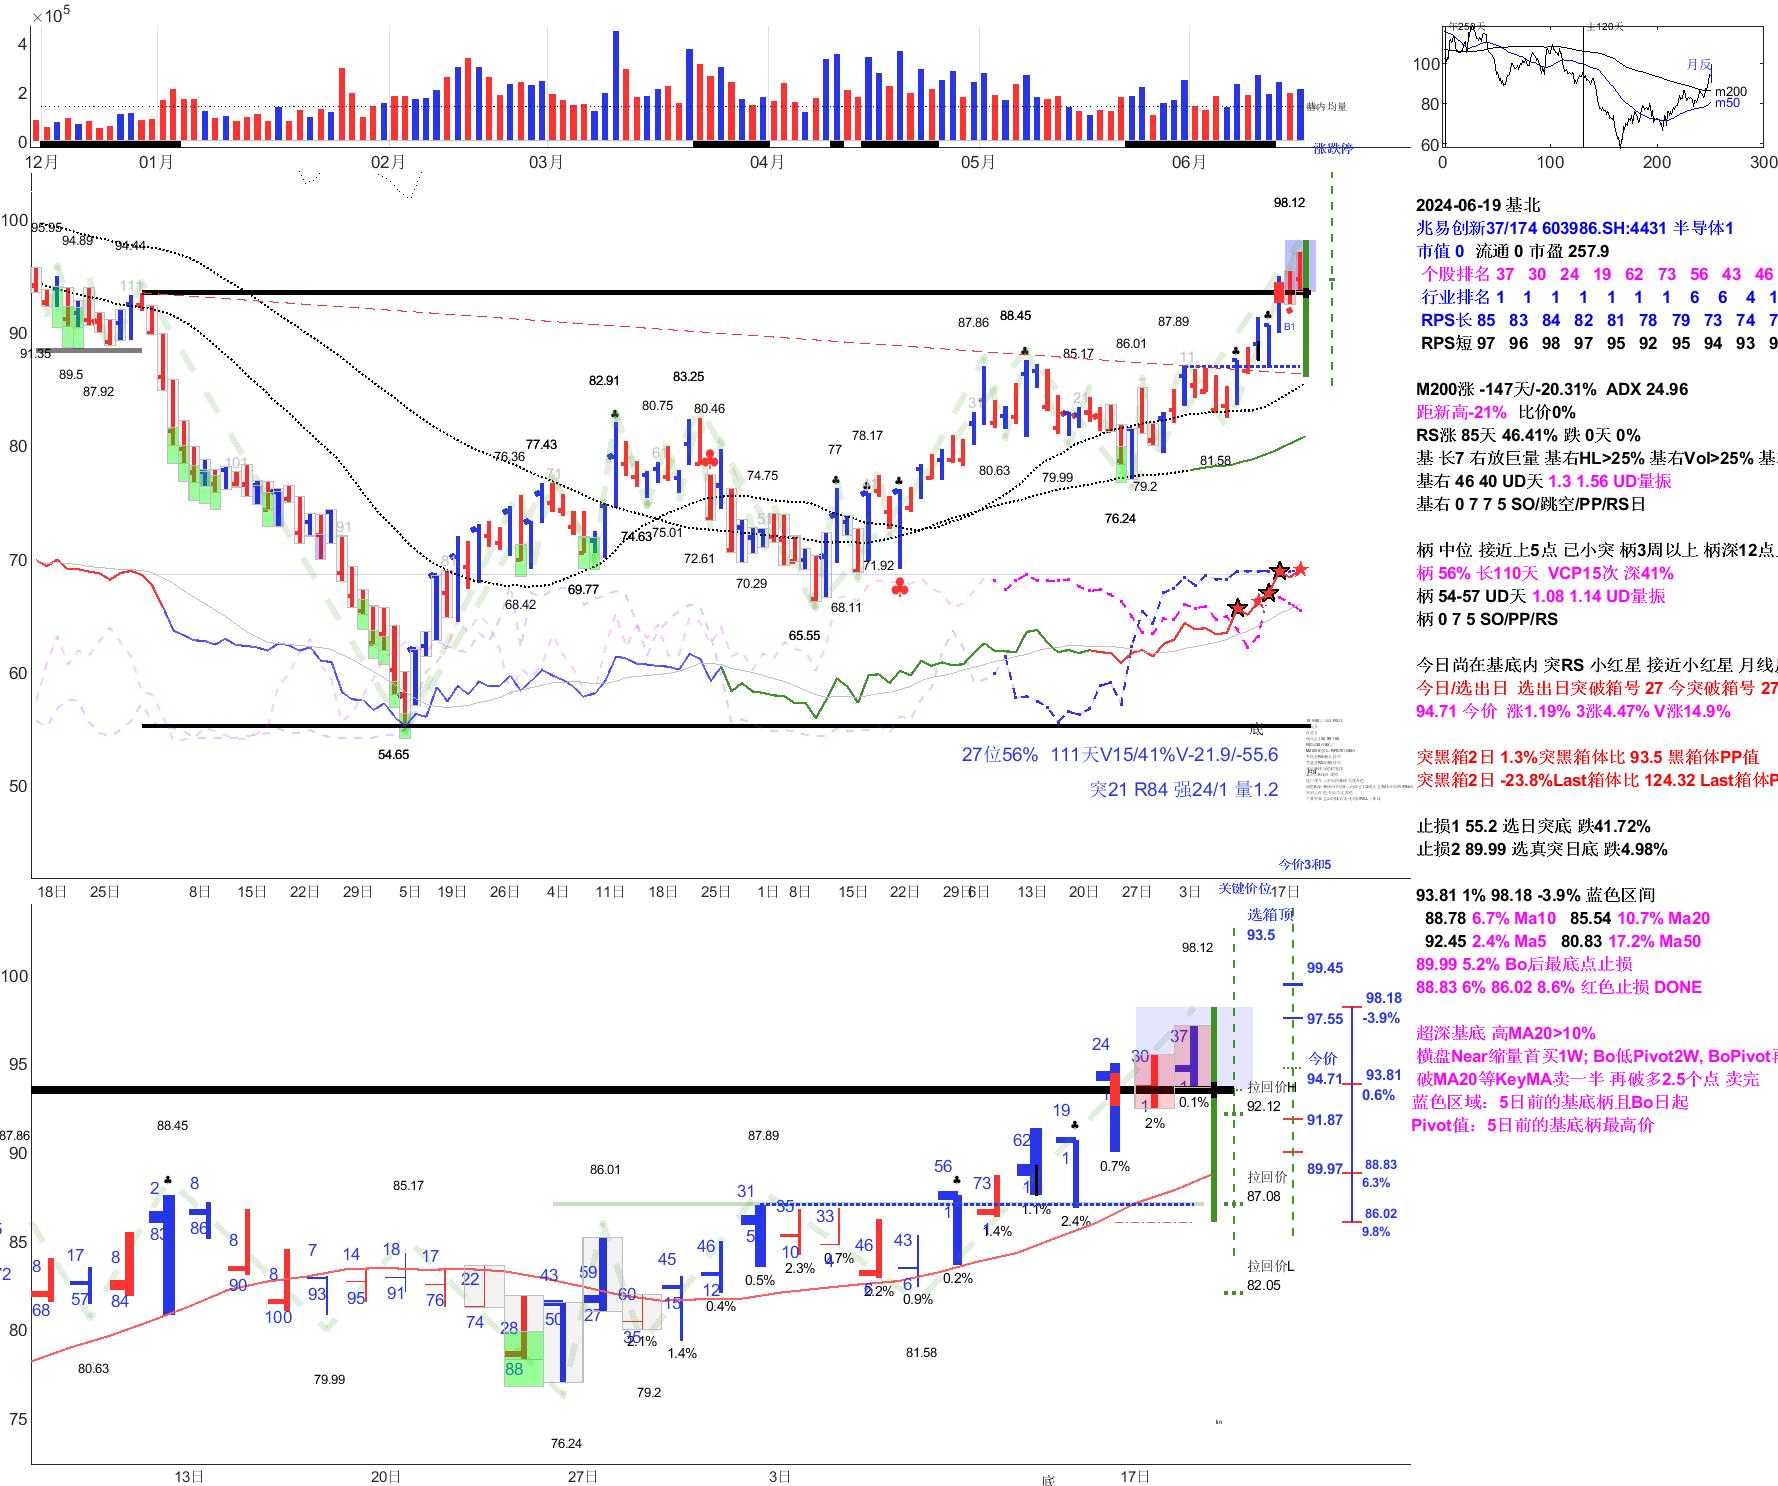 ×10⁵
4
2
0
基内均量
12月 01月 02月 03月 04月 05月 06月
涨跌停
年250天 主120天
100
80
60
月反
m200
m50
0 100 200 300
100
90
80
70
60
50
95.95
94.89
94.44
111
91.35
89.5
87.92
101
91
54.65
76.36
77.43
71
68.42
69.77
82.91
80.75
83.25
80.46
74.63
75.01
72.61
74.75
70.29
65.55
77
78.17
71.92
68.11
87.86
88.45
85.17
86.01
87.89
80.63
79.99
79.2
76.24
81.58
21
11
98.12
B1
底
27位56% 111天V15/41%V-21.9/-55.6
突21 R84 强24/1 量1.2
今价3和5
18日 25日 8日 15日 22日 29日 5日 19日 26日 4日 11日 18日 25日 1日 8日 15日 22日 29日 6日 13日 20日 27日 3日 17日
关键价位
选箱顶
93.5
100
95
90
85
80
75
87.86
88.45
85.17
86.01
87.89
98.12
80.63
79.99
76.24
79.2
81.58
8 17 8 2 8 8 8 7 14 18 17 22 28 43 59 60 45 46 31 35 33 46 43 56 73 62 19 24 30 37
68 57 84 83 86 90 100 93 95 91 76 74 88 50 27 35 15 12 5 10 4 6 6 1 1 1 1 1
2.1% 1.4% 0.4% 0.5% 2.3% 0.7% 2.2% 0.9% 0.2% 1.4% 1.1% 2.4% 0.7% 2% 0.1%
拉回价H
92.12
拉回价
87.08
拉回价L
82.05
99.45
97.55
今价
94.71
91.87
89.97
98.18
-3.9%
93.81
0.6%
88.83
6.3%
86.02
9.8%
lin
13日 20日 27日 3日 底 17日
2024-06-19 基北
兆易创新37/174 603986.SH:4431 半导体1
市值 0 流通 0 市盈 257.9
个股排名 37 30 24 19 62 73 56 43 46
行业排名 1 1 1 1 1 1 6 6 4 1
RPS长 85 83 84 82 81 78 79 73 74 7
RPS短 97 96 98 97 95 92 95 94 93 9
M200涨 -147天/-20.31% ADX 24.96
距新高-21% 比价0%
RS涨 85天 46.41% 跌 0天 0%
基 长7 右放巨量 基右HL>25% 基右Vol>25% 基
基右 46 40 UD天 1.3 1.56 UD量振
基右 0 7 7 5 SO/跳空/PP/RS日
柄 中位 接近上5点 己小突 柄3周以上 柄深12点
柄 56% 长110天 VCP15次 深41%
柄 54-57 UD天 1.08 1.14 UD量振
柄 0 7 5 SO/PP/RS
今日尚在基底内 突RS 小红星 接近小红星 月线
今日/选出日 选出日突破箱号 27 今突破箱号 27
94.71 今价 涨1.19% 3涨4.47% V涨14.9%
突黑箱2日 1.3%突黑箱体比 93.5 黑箱体PP值
突黑箱2日 -23.8%Last箱体比 124.32 Last箱体P
止损1 55.2 选日突底 跌41.72%
止损2 89.99 选真突日底 跌4.98%
93.81 1% 98.18 -3.9% 蓝色区间
88.78 6.7% Ma10 85.54 10.7% Ma20
92.45 2.4% Ma5 80.83 17.2% Ma50
89.99 5.2% Bo后最底点止损
88.83 6% 86.02 8.6% 红色止损 DONE
超深基底 高MA20>10%
横盘Near缩量首买1W; Bo低Pivot2W, BoPivot再
破MA20等KeyMA卖一半 再破多2.5个点 卖完
蓝色区域: 5日前的基底柄且Bo日起
Pivot值: 5日前的基底柄最高价